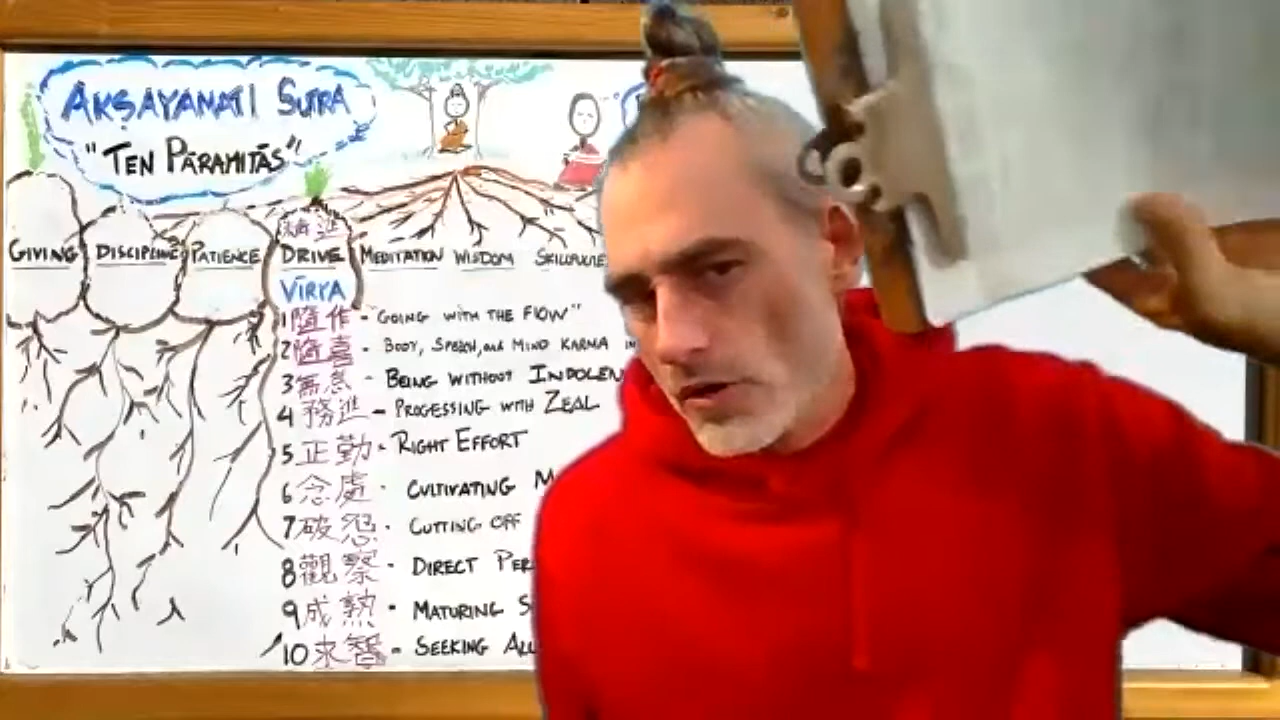 AKṢAYAMATI SUTRA
"TEN PĀRAMITĀS"
GIVING DISCIPLINE PATIENCE DRIVE MEDITATION WISDOM
精進
VĪRYA
1 隨作 - "GOING WITH THE FLOW"
2 隨喜 - BODY, SPEECH, and MIND KARMA
3 無怠 - BEING WITHOUT
4 務進 - PROGESSING WITH ZEAL
5 正勤 - RIGHT EFFORT
6 念處 - CULTIVATING
7 破怨 - CUTTING OFF
8 觀察 - DIRECT
9 成熟 - MATURING
10 求智 - SEEKING